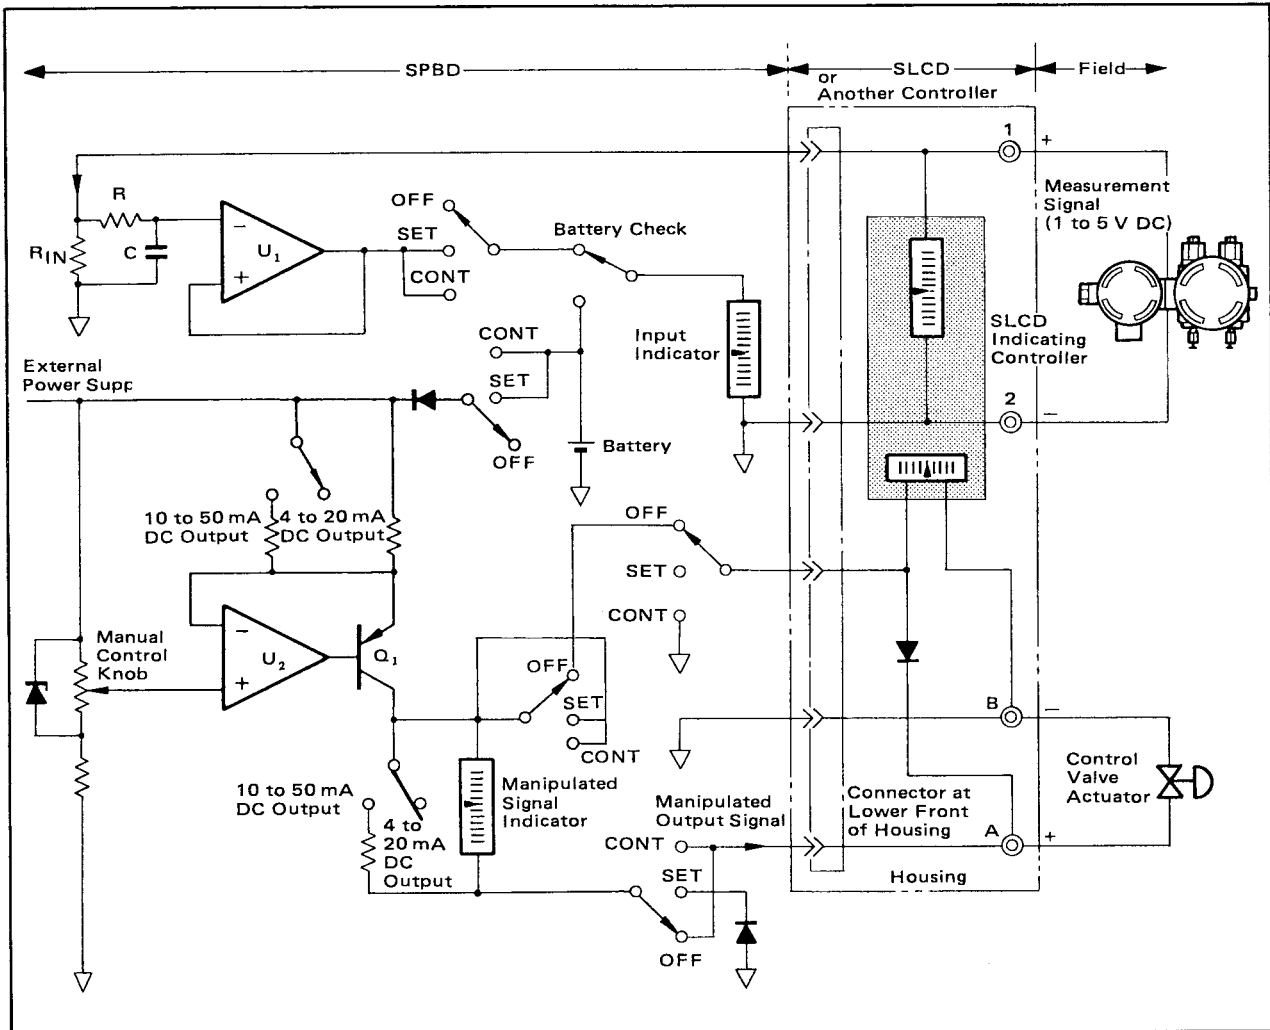 SPBD
SLCD
or
Another Controller
Field
1
+
Measurement
Signal
(1 to 5 V DC)
R
RIN
C
−
U1
+
OFF
SET
CONT
Battery Check
Input
Indicator
SLCD
Indicating
Controller
2
−
External
Power Supp
CONT
SET
OFF
Battery
10 to 50 mA
DC Output
4 to 20 mA
DC Output
OFF
SET
CONT
Manual
Control
Knob
−
U2
+
Q1
OFF
SET
CONT
B
−
Control
Valve
Actuator
10 to 50 mA
DC Output
4 to
20 mA
DC
Output
Manipulated
Signal
Indicator
Manipulated
Output Signal
CONT
SET
OFF
Connector at
Lower Front
of Housing
A
+
Housing